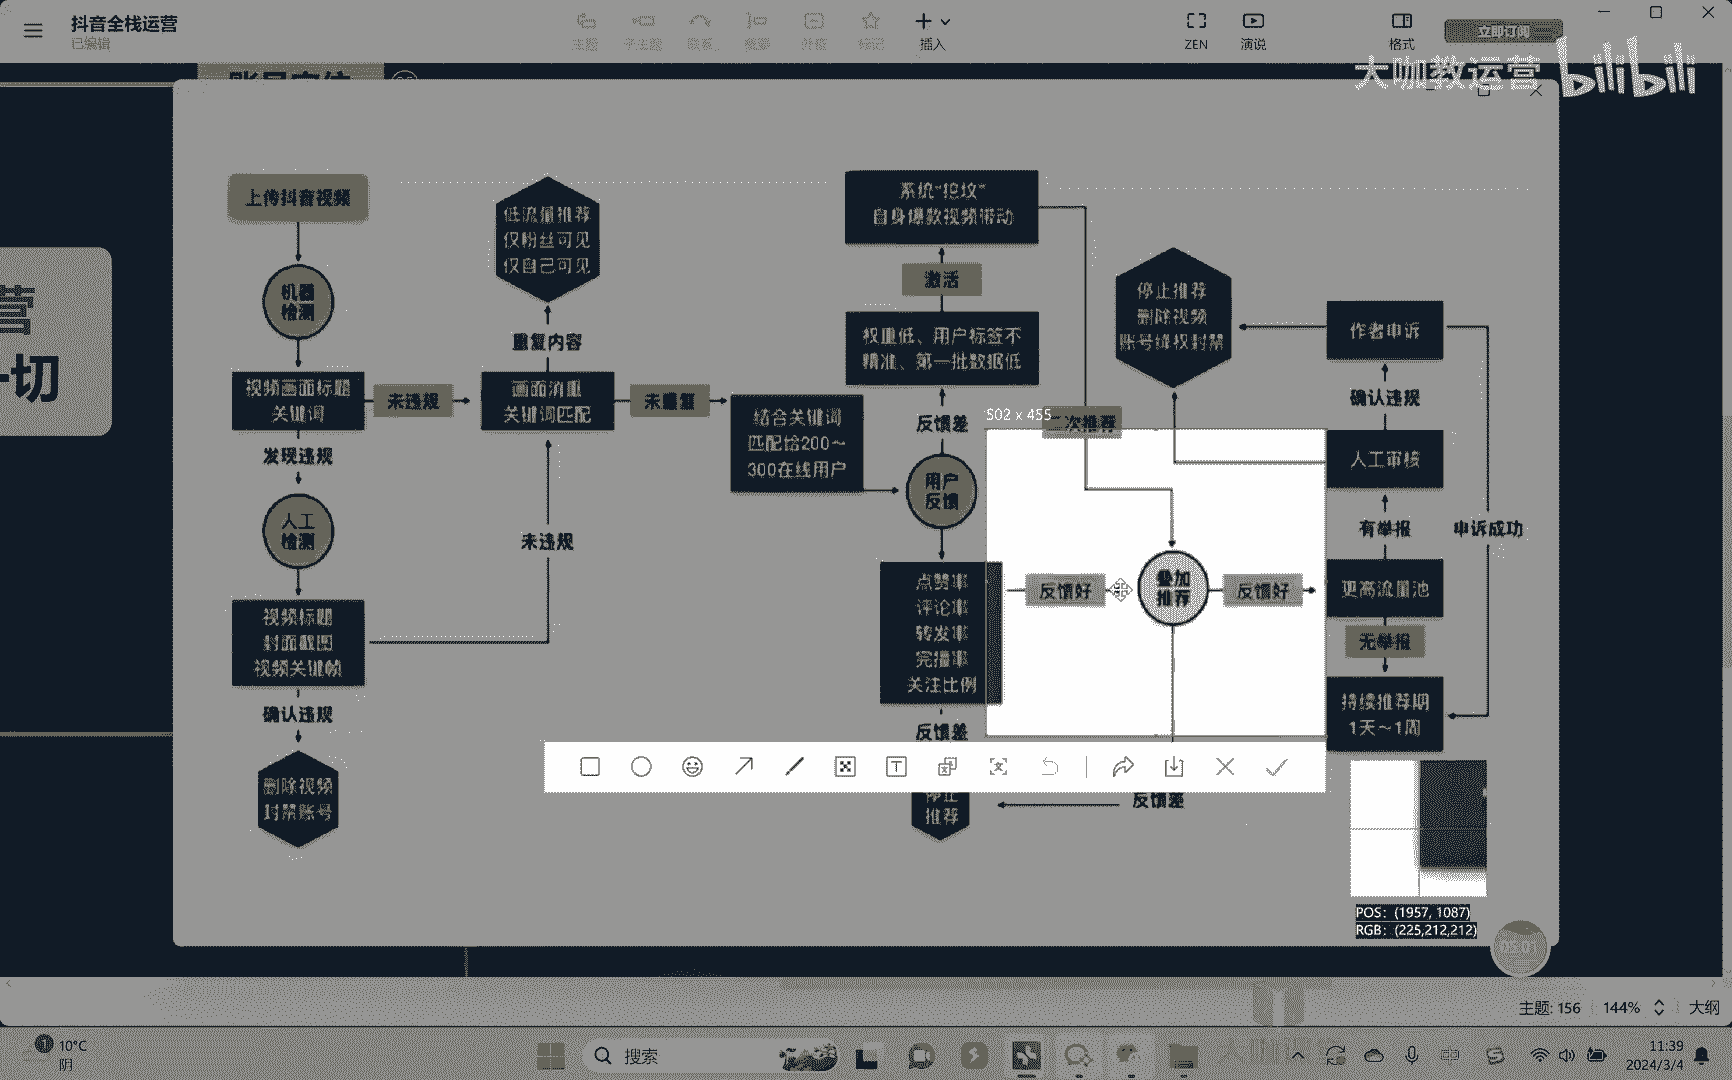 抖音全栈运营
已编辑
主题
子主题
联系
概要
外框
标记
插入
ZEN
演说
格式
立即订阅
大咖教运营 bilibili
账号定位
营
一切
上传抖音视频
机器
检测
视频画面标题
关键词
未违规
发现违规
人工
检测
视频标题
封面截图
视频关键帧
确认违规
删除视频
封禁账号
低流量推荐
仅粉丝可见
仅自己可见
重复内容
画面消重
关键词匹配
未重复
未违规
结合关键词
匹配给200~
300在线用户
系统“挖坟”
自身爆款视频带动
激活
权重低、用户标签不
精准、第一批数据低
反馈差
用户
反馈
点赞率
评论率
转发率
完播率
关注比例
反馈差
停止
推荐
502 x 455
二次推荐
反馈好
叠加
推荐
反馈好
反馈差
停止推荐
删除视频
账号降权封禁
作者申诉
确认违规
人工审核
有举报
申诉成功
更高流量池
无举报
持续推荐期
1天~1周
POS: (1957, 1087)
RGB: (225,212,212)
05:01
主题: 156
144%
大纲
1
10°C
阴
搜索
11:39
2024/3/4